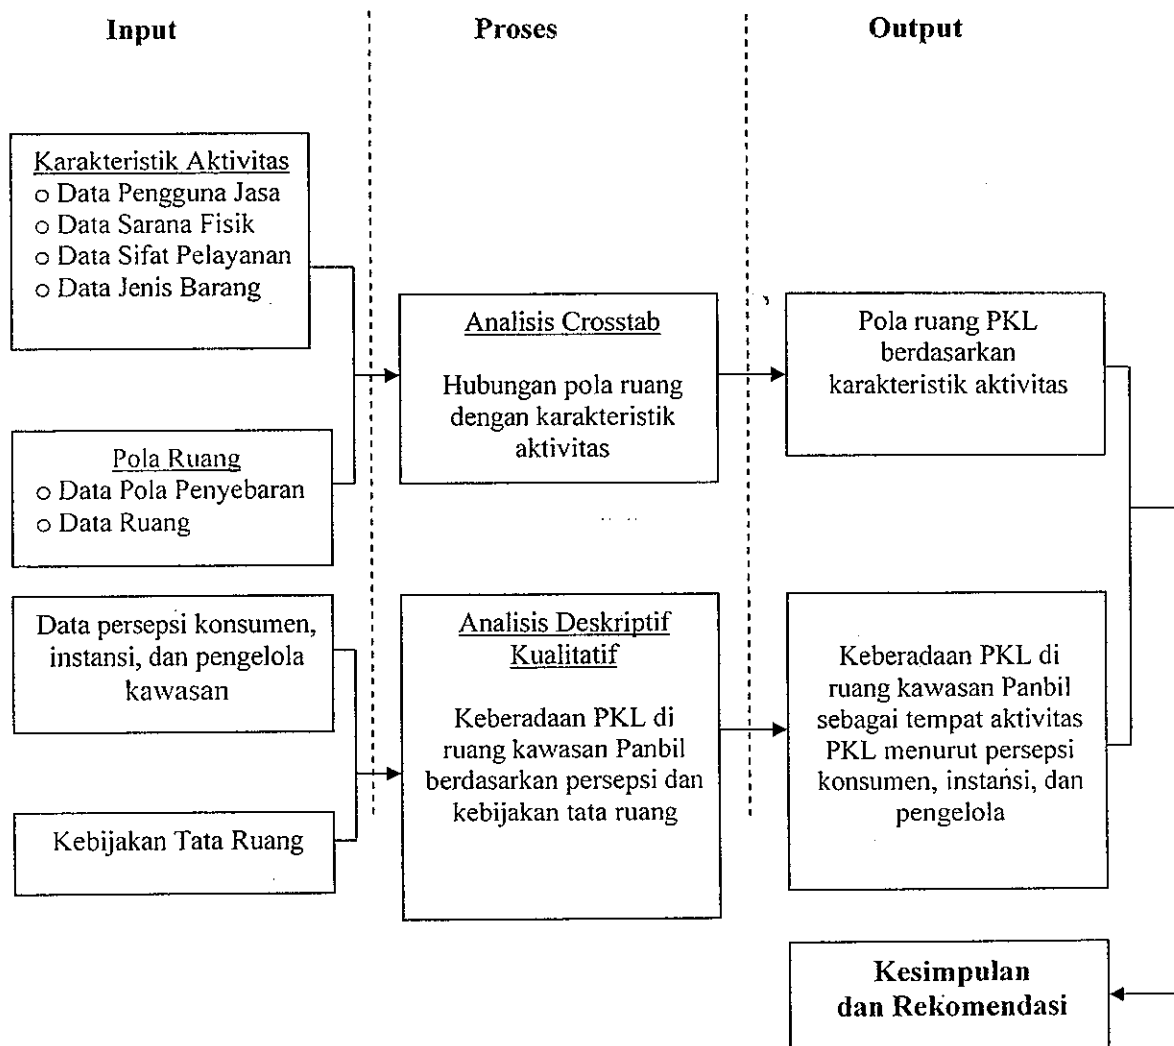 Input
Proses
Output
Karakteristik Aktivitas
o Data Pengguna Jasa
o Data Sarana Fisik
o Data Sifat Pelayanan
o Data Jenis Barang
Pola Ruang
o Data Pola Penyebaran
o Data Ruang
Data persepsi konsumen,
instansi, dan pengelola
kawasan
Kebijakan Tata Ruang
Analisis Crosstab
Hubungan pola ruang
dengan karakteristik
aktivitas
Analisis Deskriptif
Kualitatif
Keberadaan PKL di
ruang kawasan Panbil
berdasarkan persepsi dan
kebijakan tata ruang
Pola ruang PKL
berdasarkan
karakteristik aktivitas
Keberadaan PKL di
ruang kawasan Panbil
sebagai tempat aktivitas
PKL menurut persepsi
konsumen, instansi, dan
pengelola
Kesimpulan
dan Rekomendasi